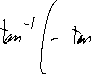 tan⁻¹ ( - tan